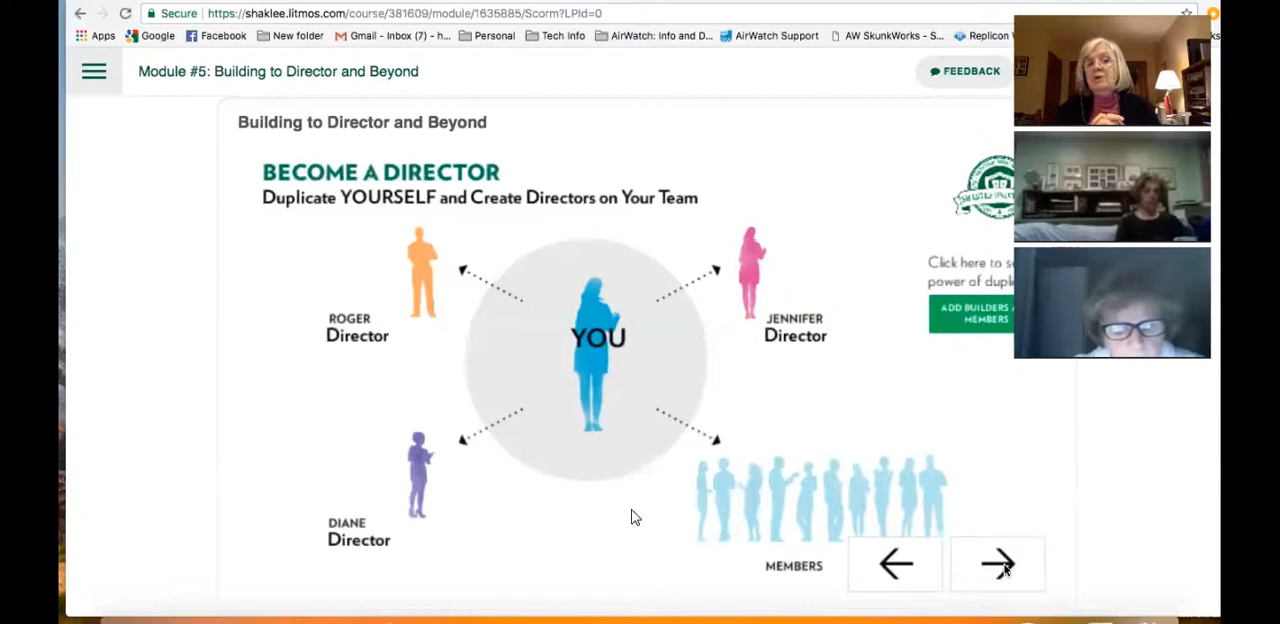 Secure https://shaklee.litmos.com/course/381609/module/1635885/Scorm?LPId=0
Apps Google Facebook New folder Gmail - Inbox (7) - h... Personal Tech Info AirWatch: Info and D... AirWatch Support AW SkunkWorks - S... Replicon
Module #5: Building to Director and Beyond
FEEDBACK
Building to Director and Beyond
BECOME A DIRECTOR
Duplicate YOURSELF and Create Directors on Your Team
Click here to
power of
ADD BUILDERS
MEMBERS
ROGER
Director
YOU
JENNIFER
Director
DIANE
Director
MEMBERS